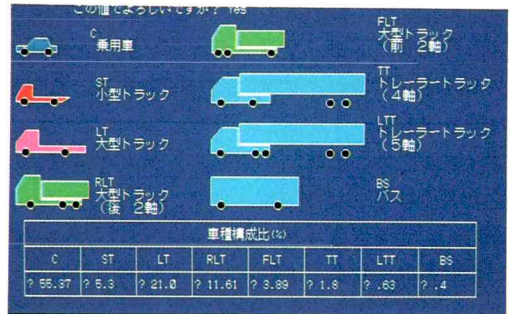 この値でよろしいですか? Yes
C
乗用車
FLT
大型トラック
(前 2軸)
ST
小型トラック
TT
トレーラートラック
(4軸)
LT
大型トラック
LTT
トレーラートラック
(5軸)
RLT
大型トラック
(後 2軸)
BS
バス
車種構成比(%)
C ST LT RLT FLT TT LTT BS
? 55.37 ? 5.3 ? 21.0 ? 11.61 ? 3.89 ? 1.8 ? .63 ? .4